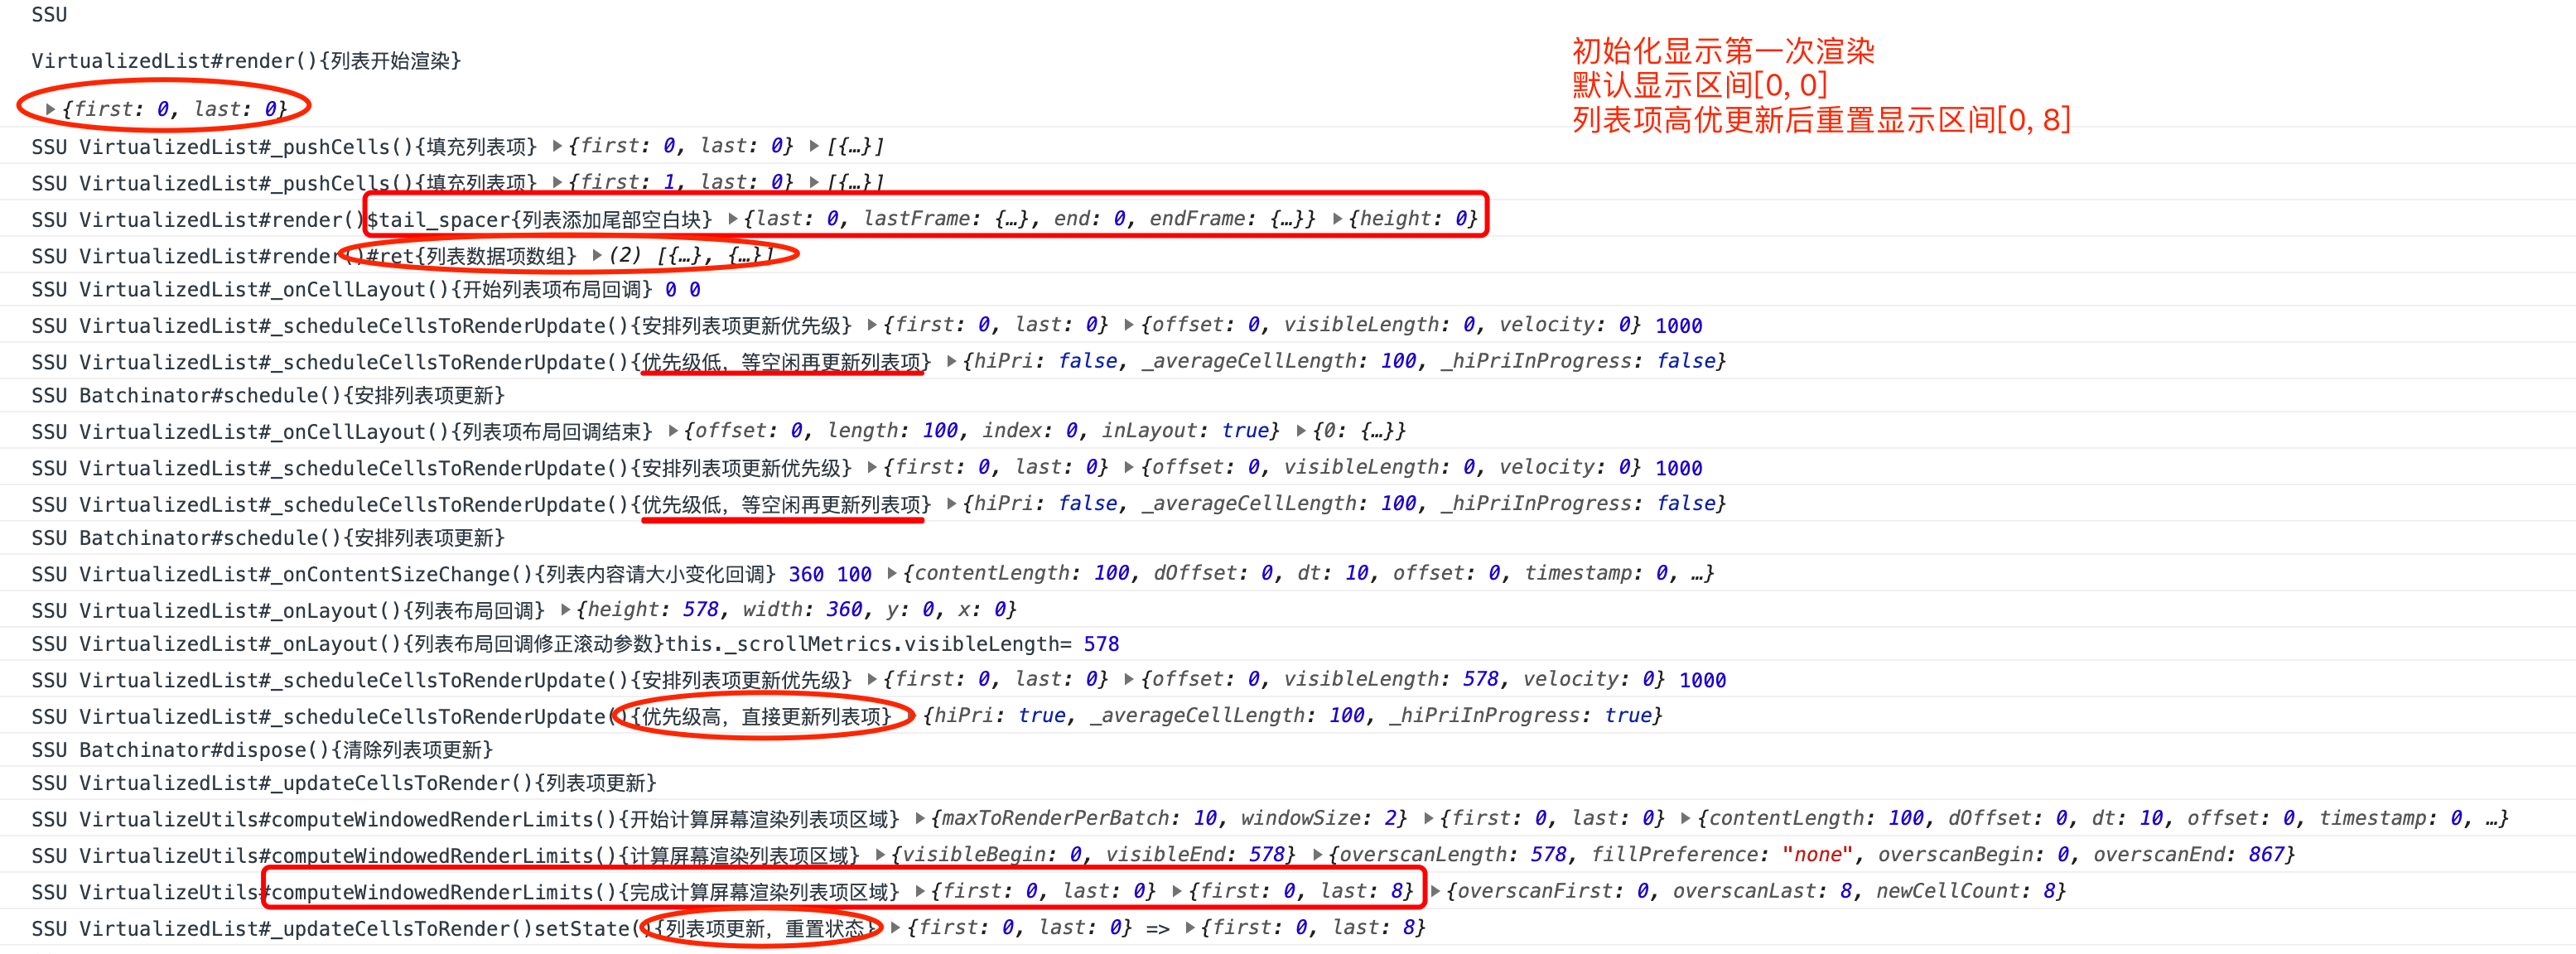 SSU
VirtualizedList#render(){列表开始渲染}
初始化显示第一次渲染
默认显示区间[0, 0]
列表项高优更新后重置显示区间[0, 8]
▶{first: 0, last: 0}
SSU VirtualizedList#_pushCells(){填充列表项} ▶{first: 0, last: 0} ▶[{…}]
SSU VirtualizedList#_pushCells(){填充列表项} ▶{first: 1, last: 0} ▶[{…}]
SSU VirtualizedList#render()$tail_spacer{列表添加尾部空白块} ▶{last: 0, lastFrame: {…}, end: 0, endFrame: {…}} ▶{height: 0}
SSU VirtualizedList#render()#ret{列表数据项数组} ▶(2) [{…}, {…}]
SSU VirtualizedList#_onCellLayout(){开始列表项布局回调} 0 0
SSU VirtualizedList#_scheduleCellsToRenderUpdate(){安排列表项更新优先级} ▶{first: 0, last: 0} ▶{offset: 0, visibleLength: 0, velocity: 0} 1000
SSU VirtualizedList#_scheduleCellsToRenderUpdate(){优先级低，等空闲再更新列表项} ▶{hiPri: false, _averageCellLength: 100, _hiPriInProgress: false}
SSU Batchinator#schedule(){安排列表项更新}
SSU VirtualizedList#_onCellLayout(){列表项布局回调结束} ▶{offset: 0, length: 100, index: 0, inLayout: true} ▶{0: {…}}
SSU VirtualizedList#_scheduleCellsToRenderUpdate(){安排列表项更新优先级} ▶{first: 0, last: 0} ▶{offset: 0, visibleLength: 0, velocity: 0} 1000
SSU VirtualizedList#_scheduleCellsToRenderUpdate(){优先级低，等空闲再更新列表项} ▶{hiPri: false, _averageCellLength: 100, _hiPriInProgress: false}
SSU Batchinator#schedule(){安排列表项更新}
SSU VirtualizedList#_onContentSizeChange(){列表内容请大小变化回调} 360 100 ▶{contentLength: 100, dOffset: 0, dt: 10, offset: 0, timestamp: 0, …}
SSU VirtualizedList#_onLayout(){列表布局回调} ▶{height: 578, width: 360, y: 0, x: 0}
SSU VirtualizedList#_onLayout(){列表布局回调修正滚动参数}this._scrollMetrics.visibleLength= 578
SSU VirtualizedList#_scheduleCellsToRenderUpdate(){安排列表项更新优先级} ▶{first: 0, last: 0} ▶{offset: 0, visibleLength: 578, velocity: 0} 1000
SSU VirtualizedList#_scheduleCellsToRenderUpdate(){优先级高，直接更新列表项} ▶{hiPri: true, _averageCellLength: 100, _hiPriInProgress: true}
SSU Batchinator#dispose(){清除列表项更新}
SSU VirtualizedList#_updateCellsToRender(){列表项更新}
SSU VirtualizeUtils#computeWindowedRenderLimits(){开始计算屏幕渲染列表项区域} ▶{maxToRenderPerBatch: 10, windowSize: 2} ▶{first: 0, last: 0} ▶{contentLength: 100, dOffset: 0, dt: 10, offset: 0, timestamp: 0, …}
SSU VirtualizeUtils#computeWindowedRenderLimits(){计算屏幕渲染列表项区域} ▶{visibleBegin: 0, visibleEnd: 578} ▶{overscanLength: 578, fillPreference: "none", overscanBegin: 0, overscanEnd: 867}
SSU VirtualizeUtils#computeWindowedRenderLimits(){完成计算屏幕渲染列表项区域} ▶{first: 0, last: 0} ▶{first: 0, last: 8} ▶{overscanFirst: 0, overscanLast: 8, newCellCount: 8}
SSU VirtualizedList#_updateCellsToRender()setState(){列表项更新，重置状态} ▶{first: 0, last: 0} => ▶{first: 0, last: 8}